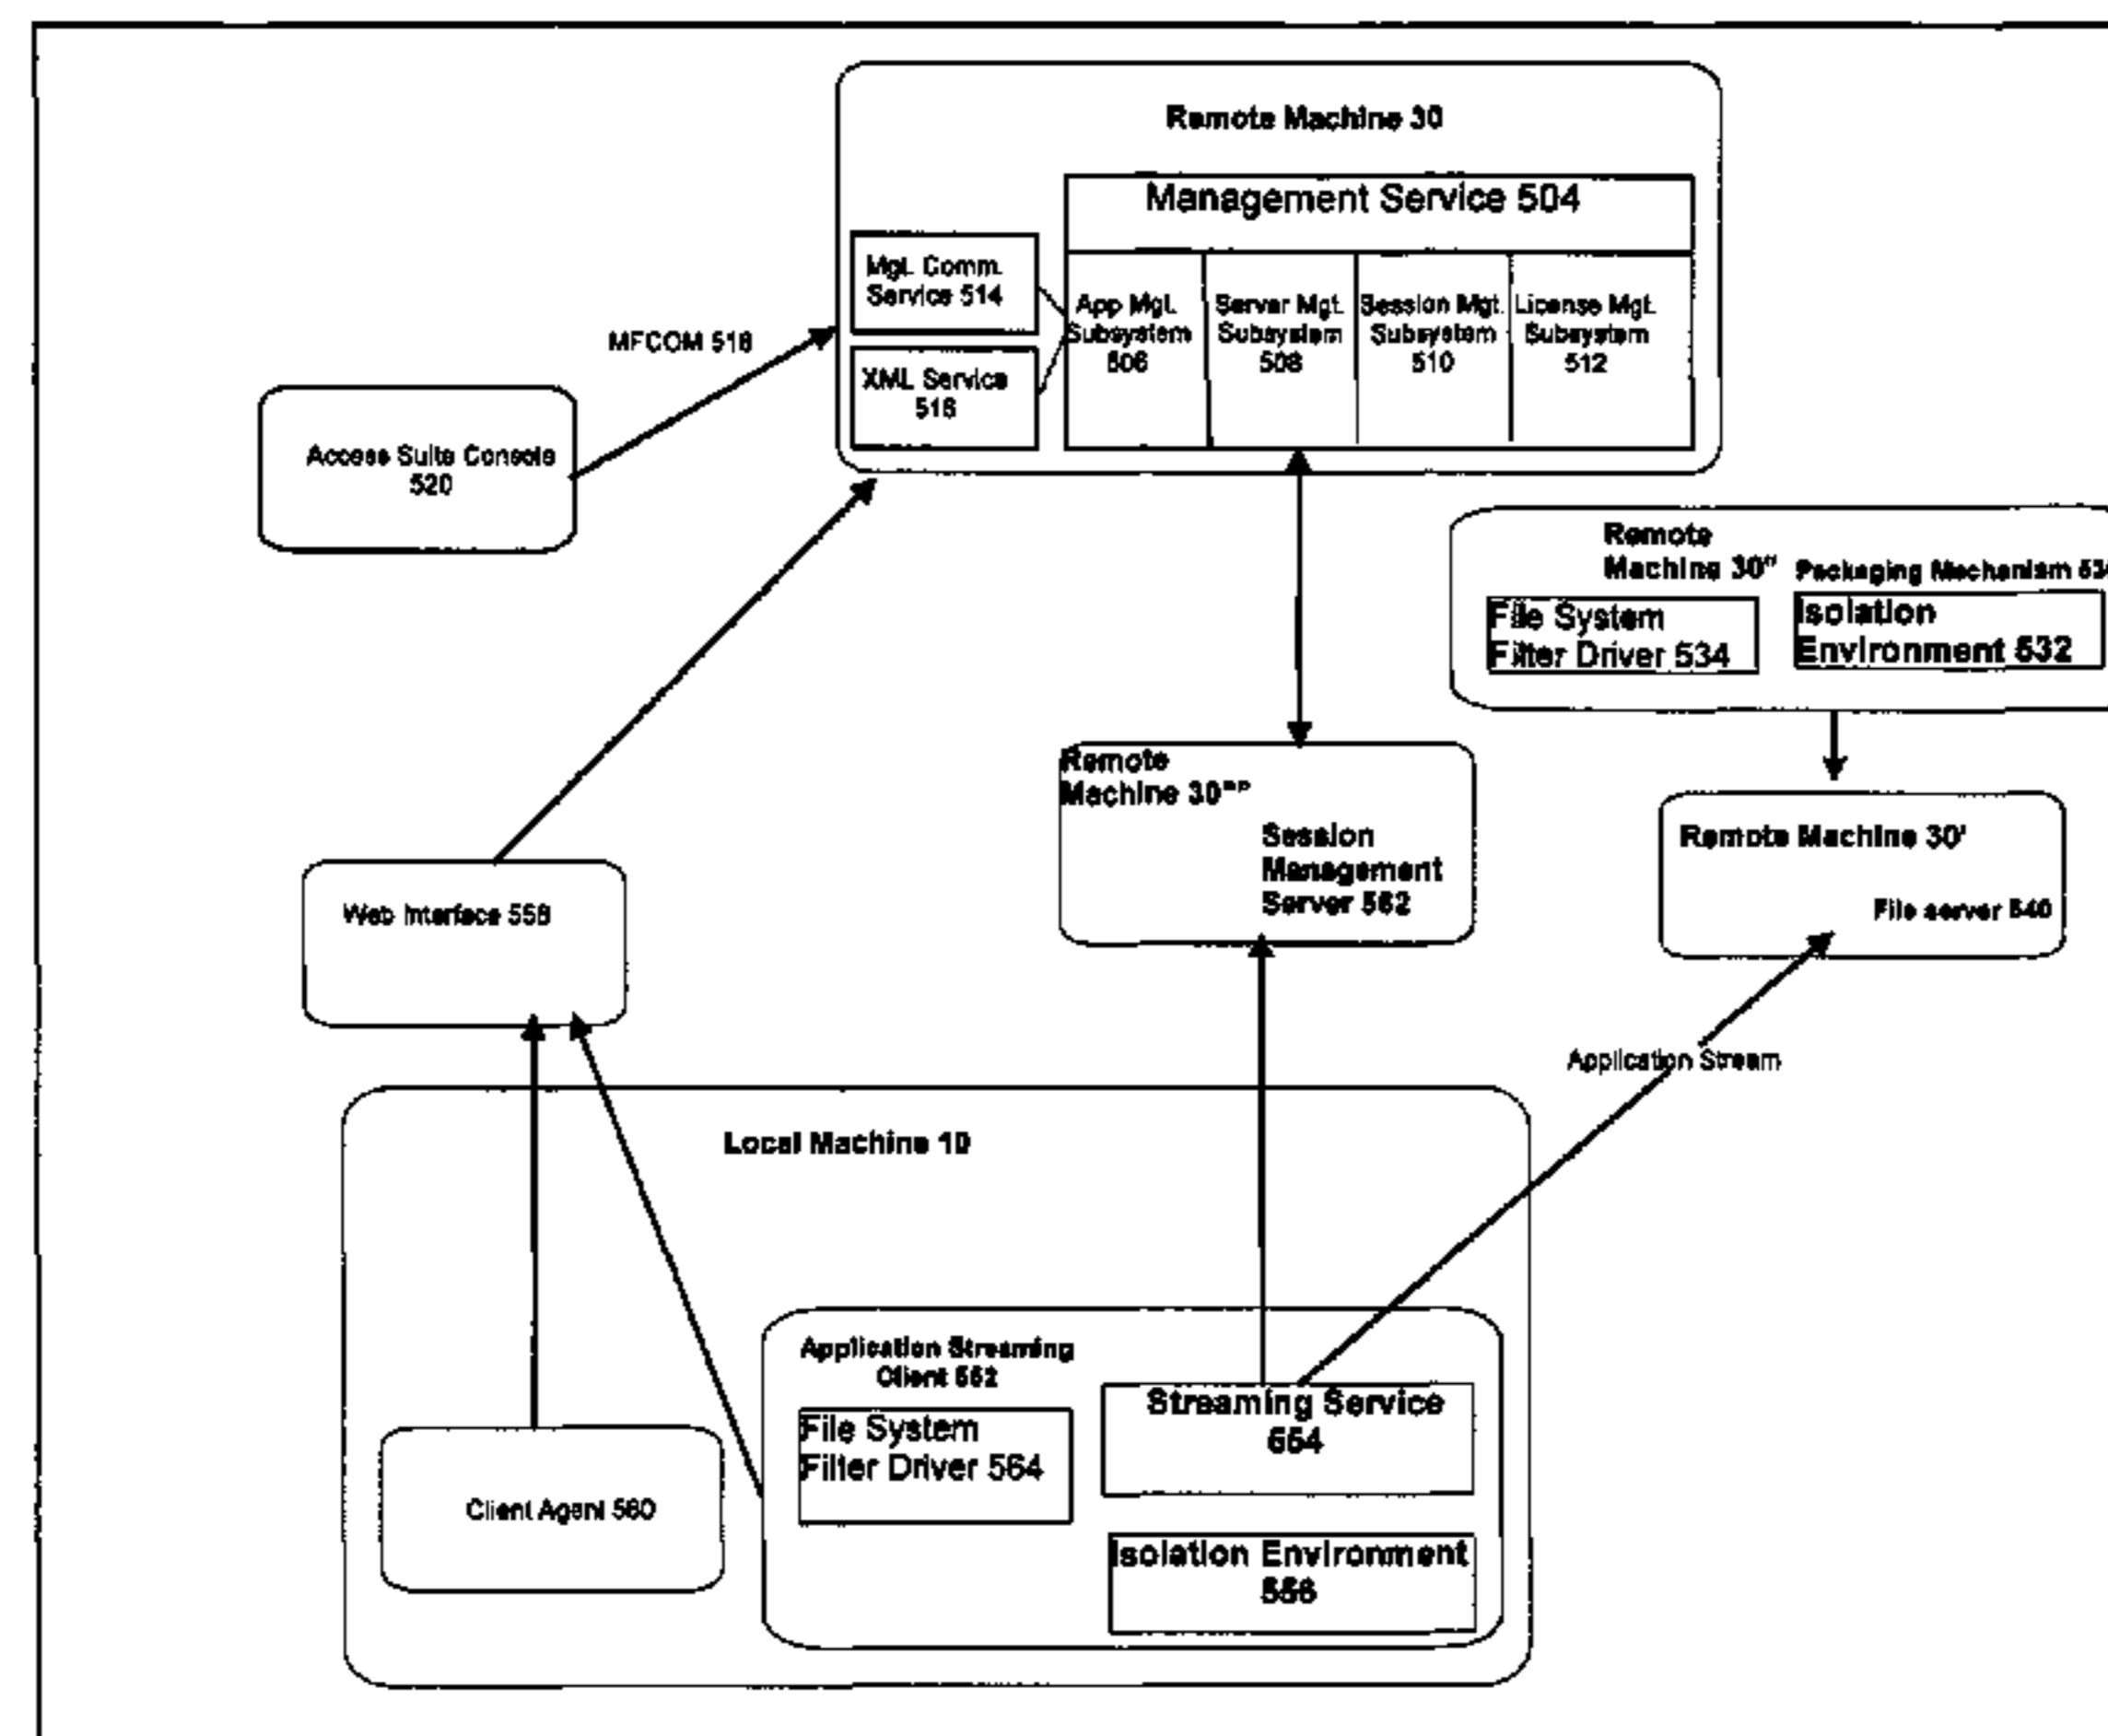 Remote Machine 30
Management Service 504
Mgt. Comm.
Service 514
App Mgt.
Subsystem
506
Server Mgt.
Subsystem
508
Session Mgt.
Subsystem
510
License Mgt.
Subsystem
512
XML Service
516
MFCOM 518
Access Suite Console
520
Remote
Machine 30"
Packaging Mechanism
File System
Filter Driver 534
Isolation
Environment 532
Remote
Machine
Session
Management
Server 562
Remote Machine 30'
File server 540
Web Interface 558
Application Stream
Local Machine 10
Application Streaming
Client 552
File System
Filter Driver 564
Streaming Service
554
Client Agent 560
Isolation Environment
556